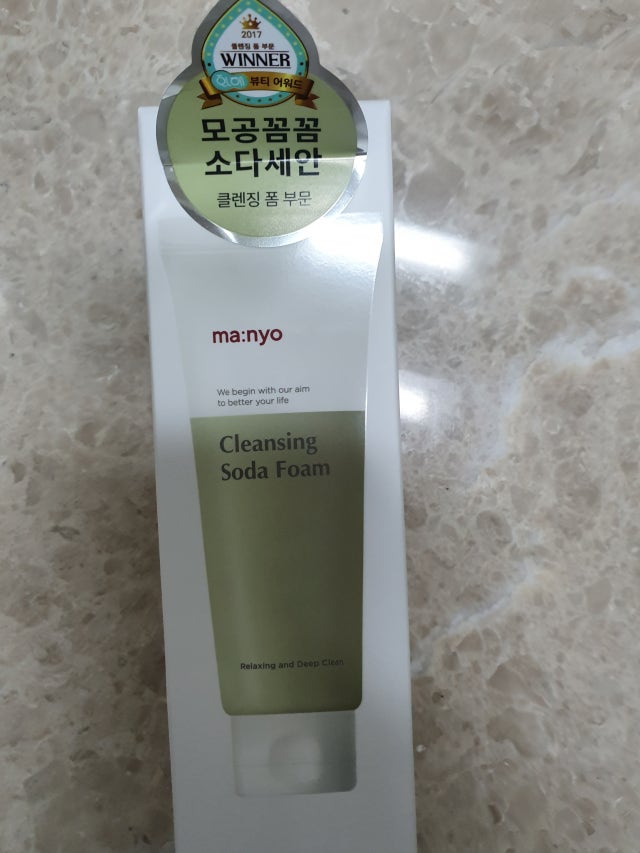 2017
클렌징 폼 부문
WINNER
뷰티 어워드
모공꼼꼼
소다세안
클렌징 폼 부문
ma:nyo
We begin with our aim
to better your life
Cleansing
Soda Foam
Relaxing and Deep Clean